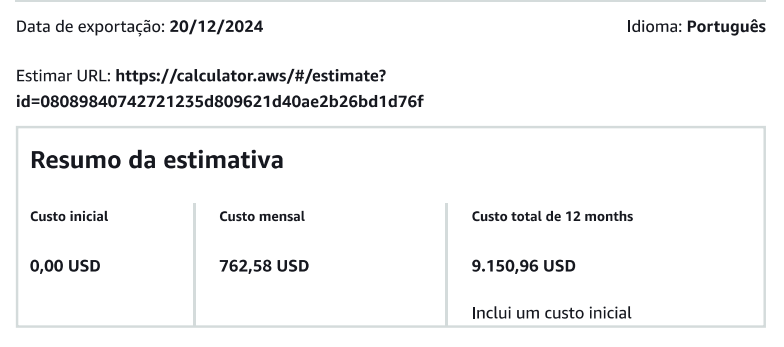 Data de exportação: 20/12/2024 Idioma: Português
Estimar URL: https://calculator.aws/#/estimate?
id=08089840742721235d809621d40ae2b26bd1d76f
Resumo da estimativa
Custo inicial Custo mensal Custo total de 12 months
0,00 USD 762,58 USD 9.150,96 USD
Inclui um custo inicial